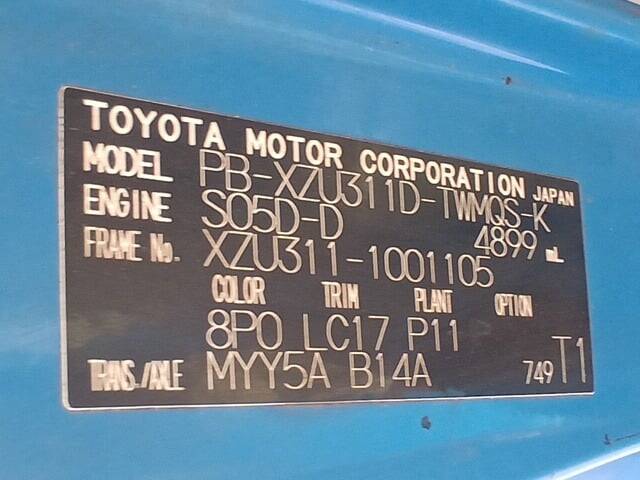 TOYOTA MOTOR CORPORATION JAPAN
MODEL PB-XZU311D-TWMQS-K
ENGINE S05D-D 4899 mL
FRAME No. XZU311-1001105
COLOR TRIM PLANT OPTION
8P0 LC17 P11
TRANS./AXLE MYY5A B14A 749 T1